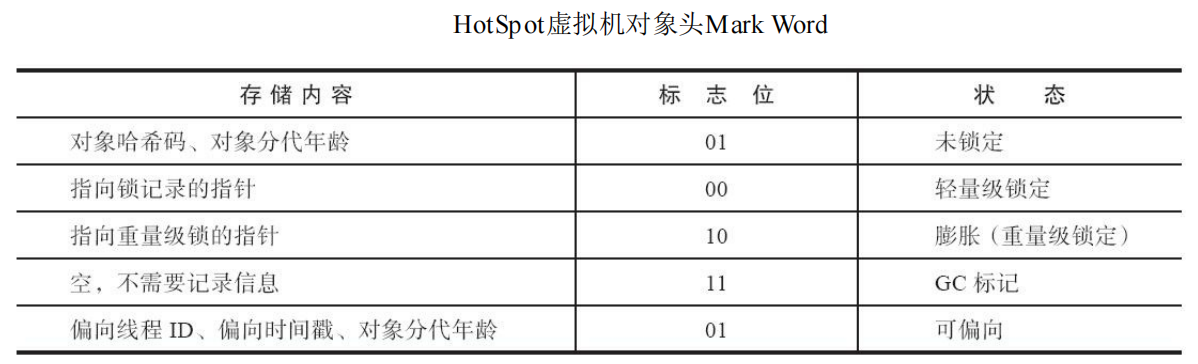 HotSpot虚拟机对象头Mark Word
存储内容 标志位 状态
对象哈希码、对象分代年龄 01 未锁定
指向锁记录的指针 00 轻量级锁定
指向重量级锁的指针 10 膨胀（重量级锁定）
空，不需要记录信息 11 GC 标记
偏向线程 ID、偏向时间戳、对象分代年龄 01 可偏向